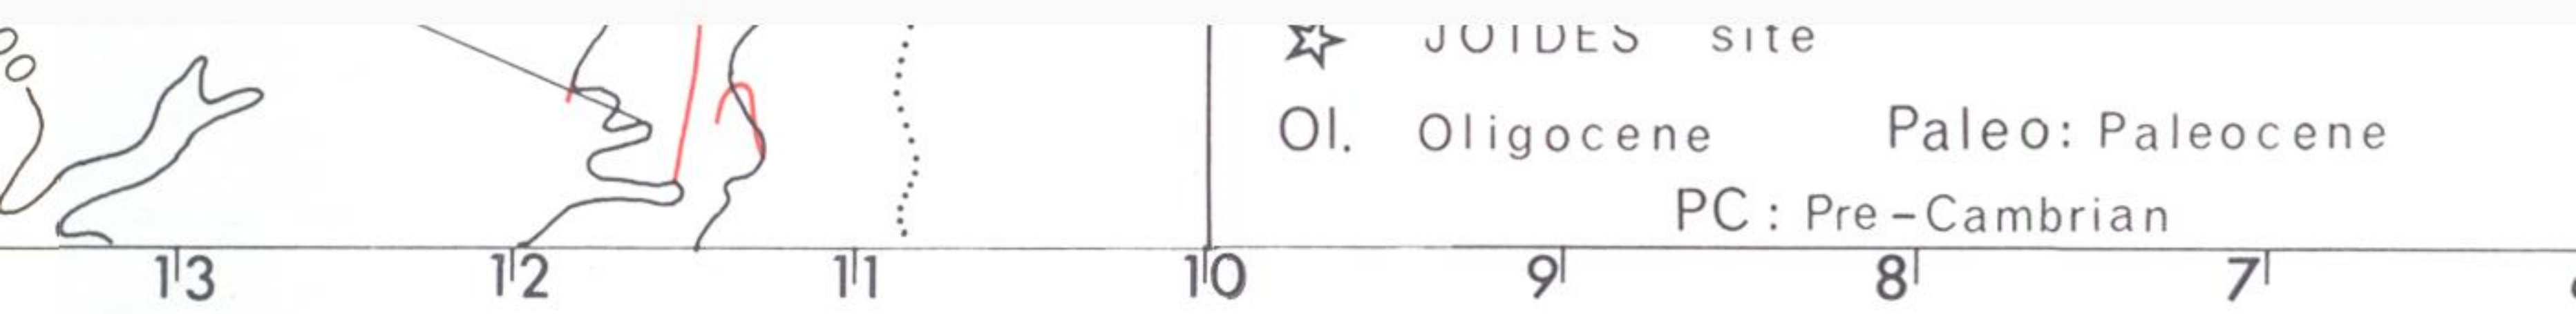 JOIDES site
Ol. Oligocene Paleo: Paleocene
PC: Pre-Cambrian
13 12 11 10 9 8 7